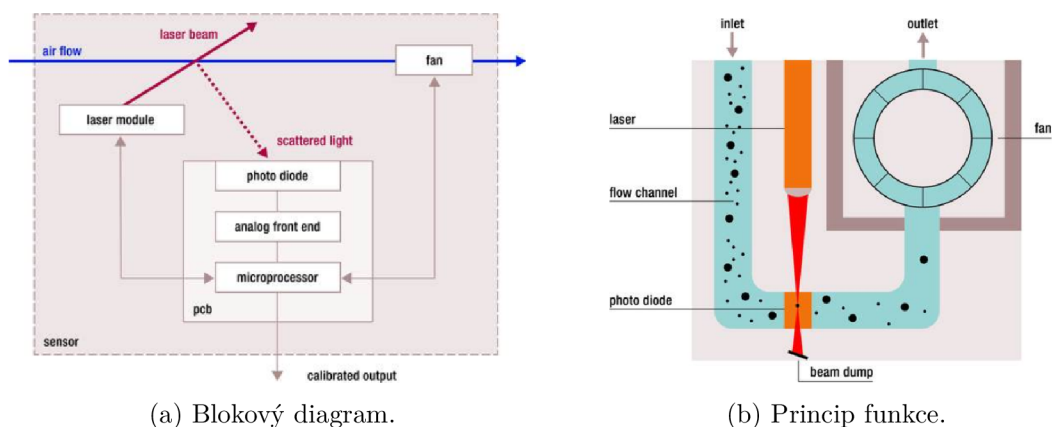 laser beam
air flow
fan
laser module
scattered light
photo diode
analog front end
microprocessor
pcb
sensor
calibrated output
(a) Blokový diagram.
inlet
outlet
laser
fan
flow channel
photo diode
beam dump
(b) Princip funkce.